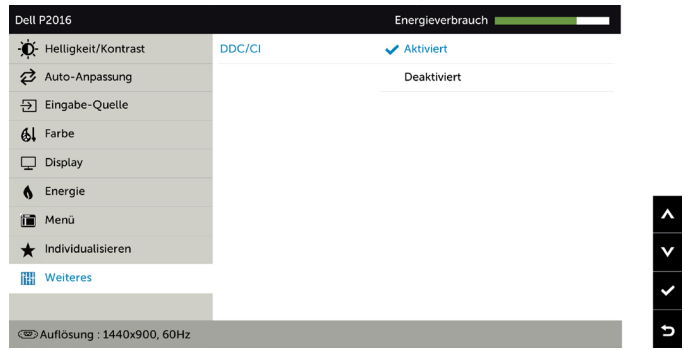 Dell P2016 Energieverbrauch
Helligkeit/Kontrast DDC/CI Aktiviert
Auto-Anpassung Deaktiviert
Eingabe-Quelle
Farbe
Display
Energie
Menü
Individualisieren
Weiteres
Auflösung : 1440x900, 60Hz